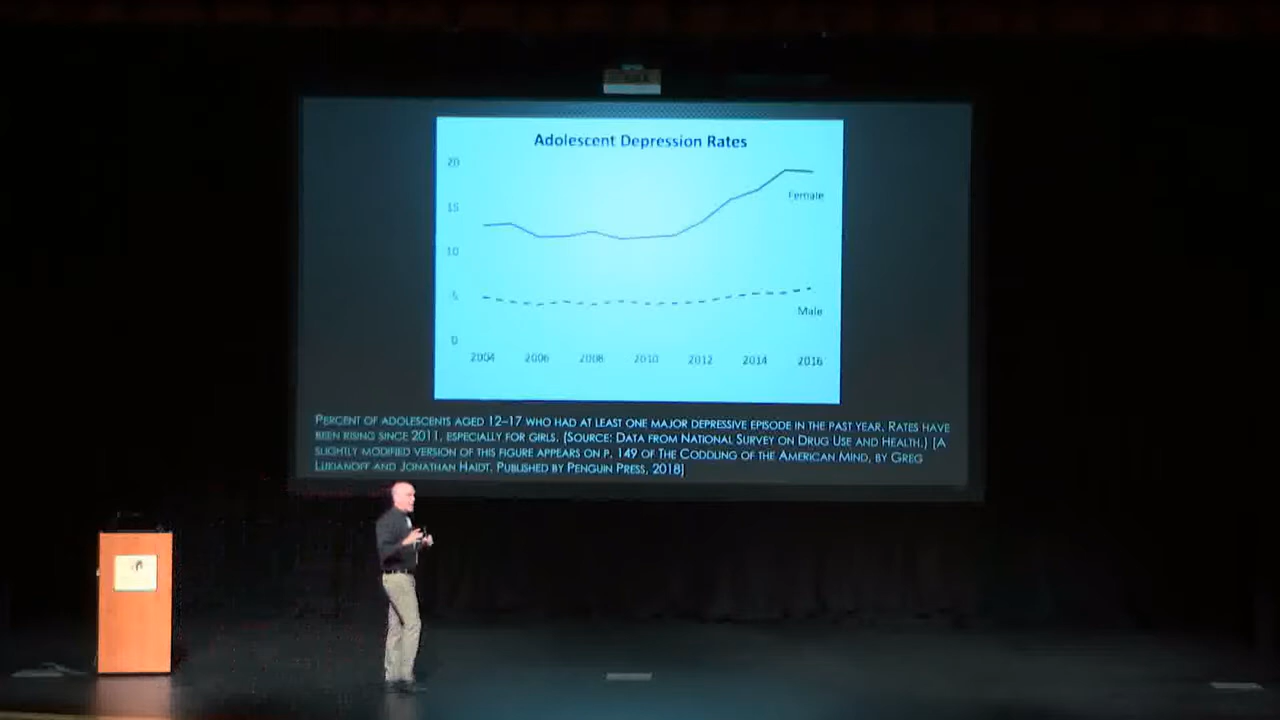 Adolescent Depression Rates
20
15
10
5
0
Female
Male
2004 2006 2008 2010 2012 2014 2016
PERCENT OF ADOLESCENTS AGED 12–17 WHO HAD AT LEAST ONE MAJOR DEPRESSIVE EPISODE IN THE PAST YEAR. RATES HAVE
BEEN RISING SINCE 2011, ESPECIALLY FOR GIRLS. (SOURCE: DATA FROM NATIONAL SURVEY ON DRUG USE AND HEALTH.) [A
SLIGHTLY MODIFIED VERSION OF THIS FIGURE APPEARS ON P. 149 OF THE CODDLING OF THE AMERICAN MIND, BY GREG
LUKIANOFF AND JONATHAN HAIDT. PUBLISHED BY PENGUIN PRESS, 2018]